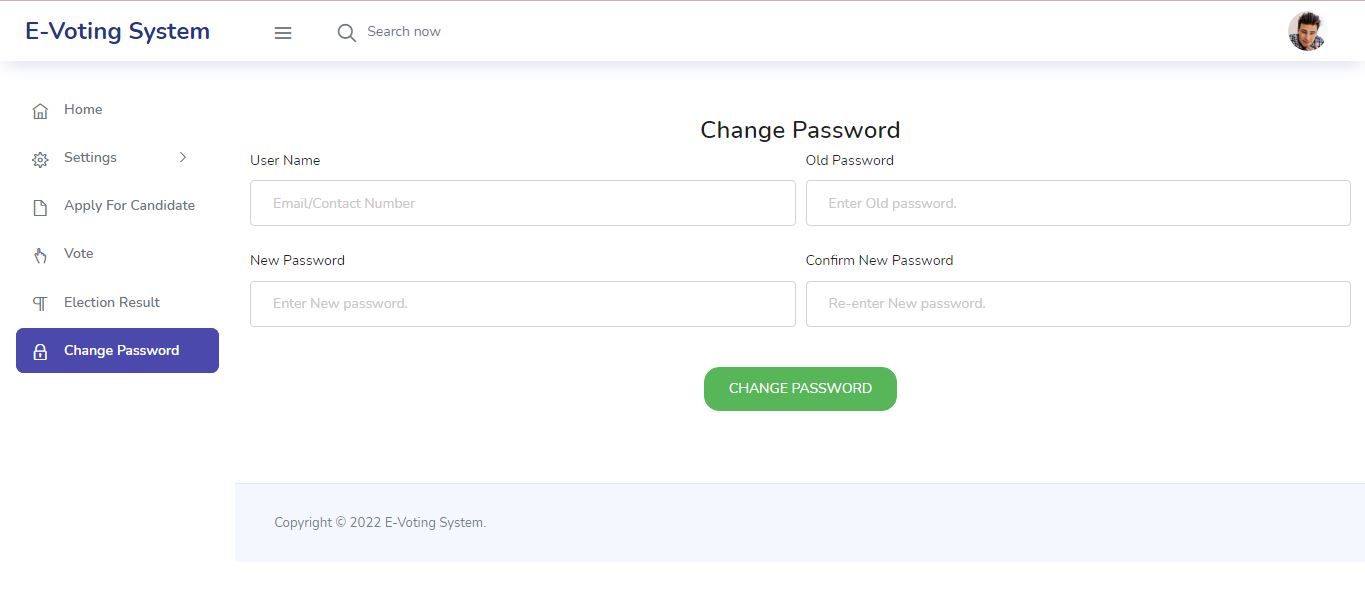 E-Voting System
Search now
Home
Settings
Apply For Candidate
Vote
Election Result
Change Password
Change Password
User Name
Old Password
Email/Contact Number
Enter Old password.
New Password
Confirm New Password
Enter New password.
Re-enter New password.
CHANGE PASSWORD
Copyright © 2022 E-Voting System.